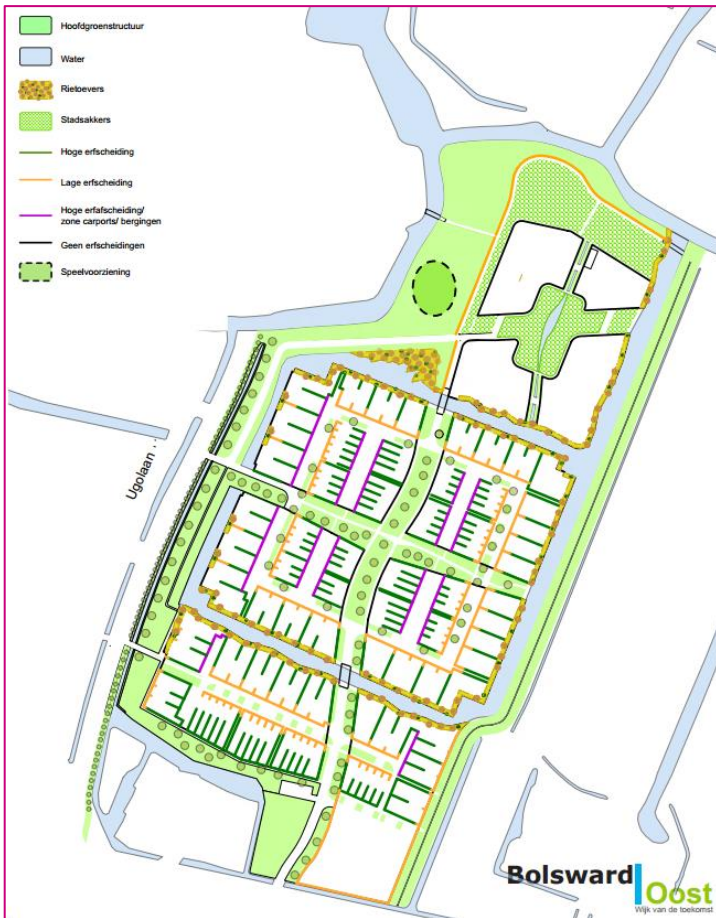 Hoofdgroenstructuur
Water
Rietoevers
Stadsakkers
Hoge erfscheiding
Lage erfscheiding
Hoge erfafscheiding/
zone carports/ bergingen
Geen erfscheidingen
Speelvoorziening
Ugolaan . .
Bolsward
Oost
Wijk van de toekomst